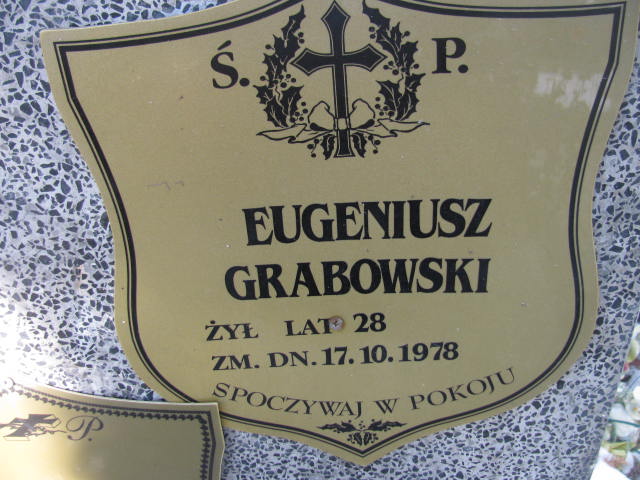 Ś. P.
EUGENIUSZ
GRABOWSKI
ŻYŁ LAT 28
ZM. DN. 17.10.1978
SPOCZYWAJ W POKOJU
P.